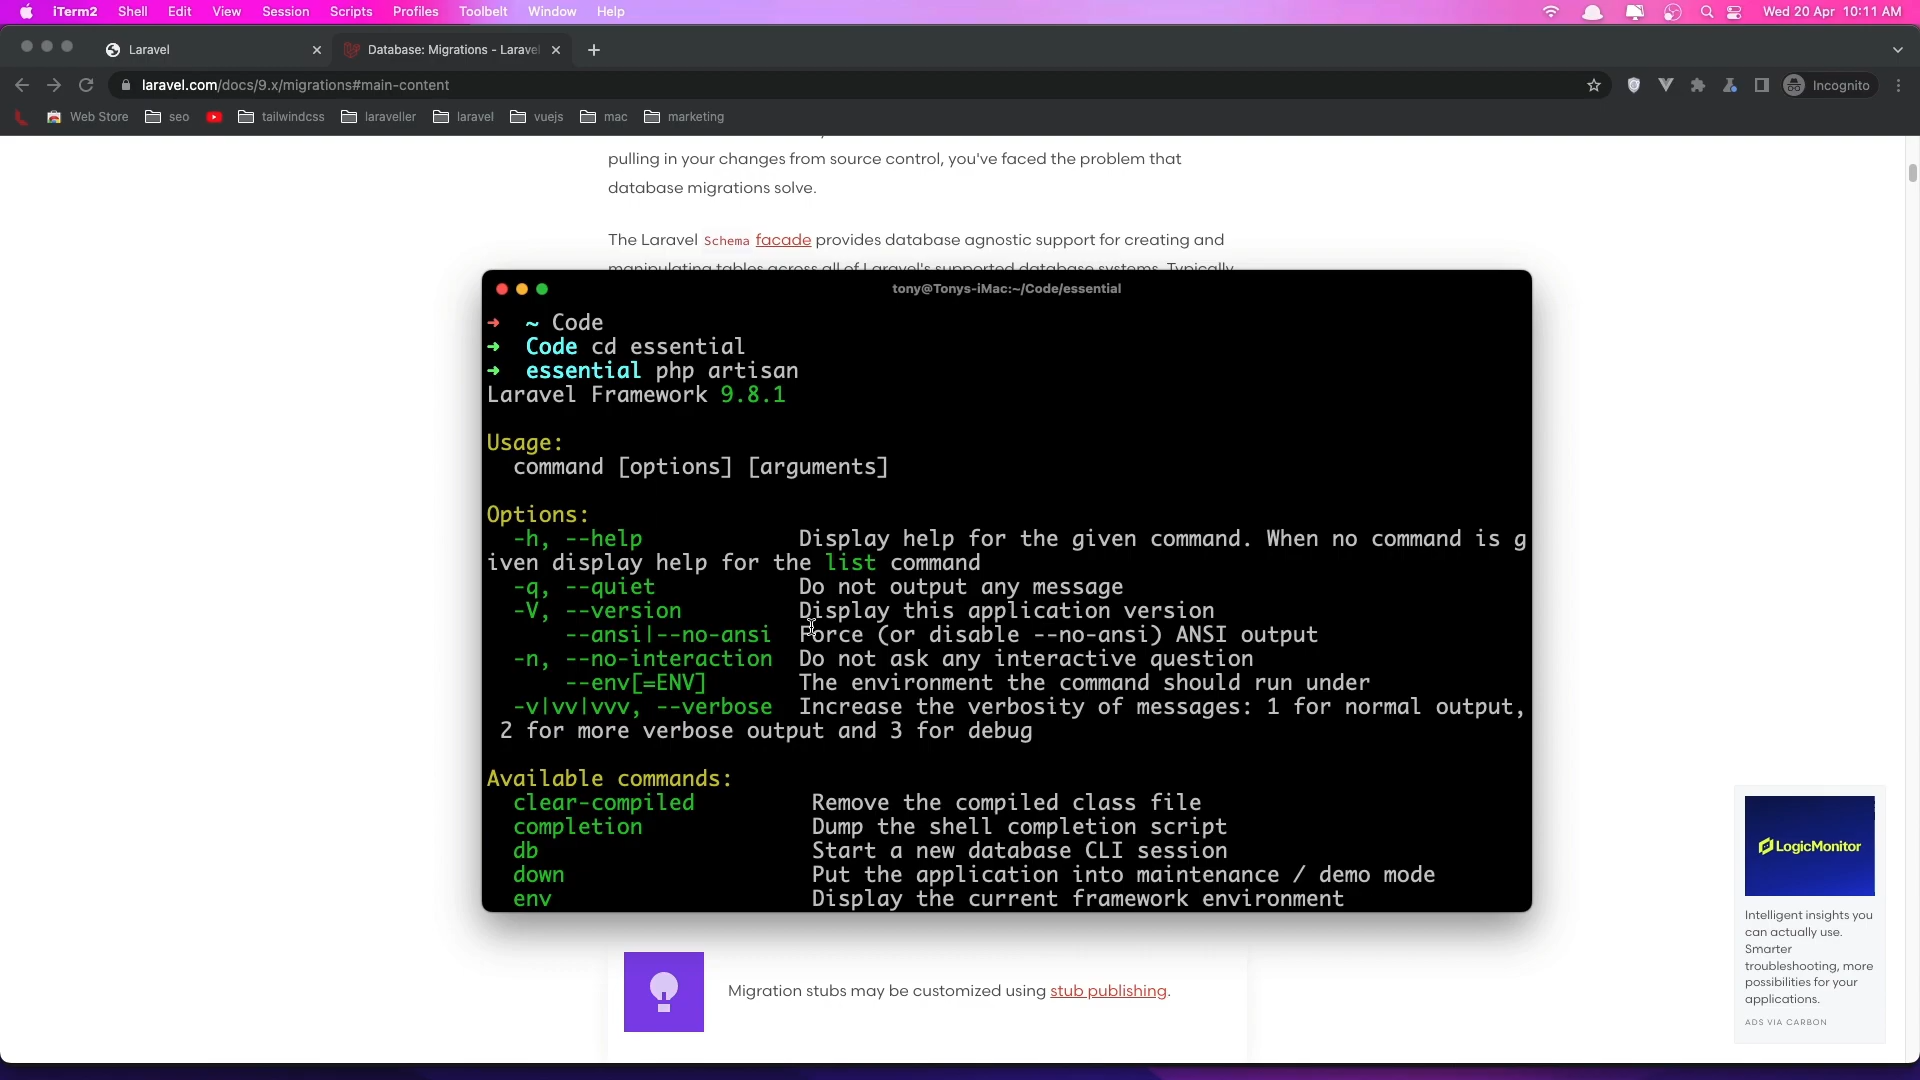 iTerm2 Shell Edit View Session Scripts Profiles Toolbelt Window Help
Wed 20 Apr 10:11 AM
Laravel
Database: Migrations - Laravel
laravel.com/docs/9.x/migrations#main-content
Incognito
Web Store seo tailwindcss laraveller laravel vuejs mac marketing
pulling in your changes from source control, you've faced the problem that
database migrations solve.
The Laravel Schema facade provides database agnostic support for creating and
manipulating tables across all of Laravel's supported database systems. Typically,
tony@Tonys-iMac:~/Code/essential
➜ ~ Code
➜ Code cd essential
➜ essential php artisan
Laravel Framework 9.8.1
Usage:
command [options] [arguments]
Options:
-h, --help Display help for the given command. When no command is g
iven display help for the list command
-q, --quiet Do not output any message
-V, --version Display this application version
--ansi|--no-ansi Force (or disable --no-ansi) ANSI output
-n, --no-interaction Do not ask any interactive question
--env[=ENV] The environment the command should run under
-v|vv|vvv, --verbose Increase the verbosity of messages: 1 for normal output,
2 for more verbose output and 3 for debug
Available commands:
clear-compiled Remove the compiled class file
completion Dump the shell completion script
db Start a new database CLI session
down Put the application into maintenance / demo mode
env Display the current framework environment
Migration stubs may be customized using stub publishing.
LogicMonitor
Intelligent insights you
can actually use.
Smarter
troubleshooting, more
possibilities for your
applications.
ADS VIA CARBON